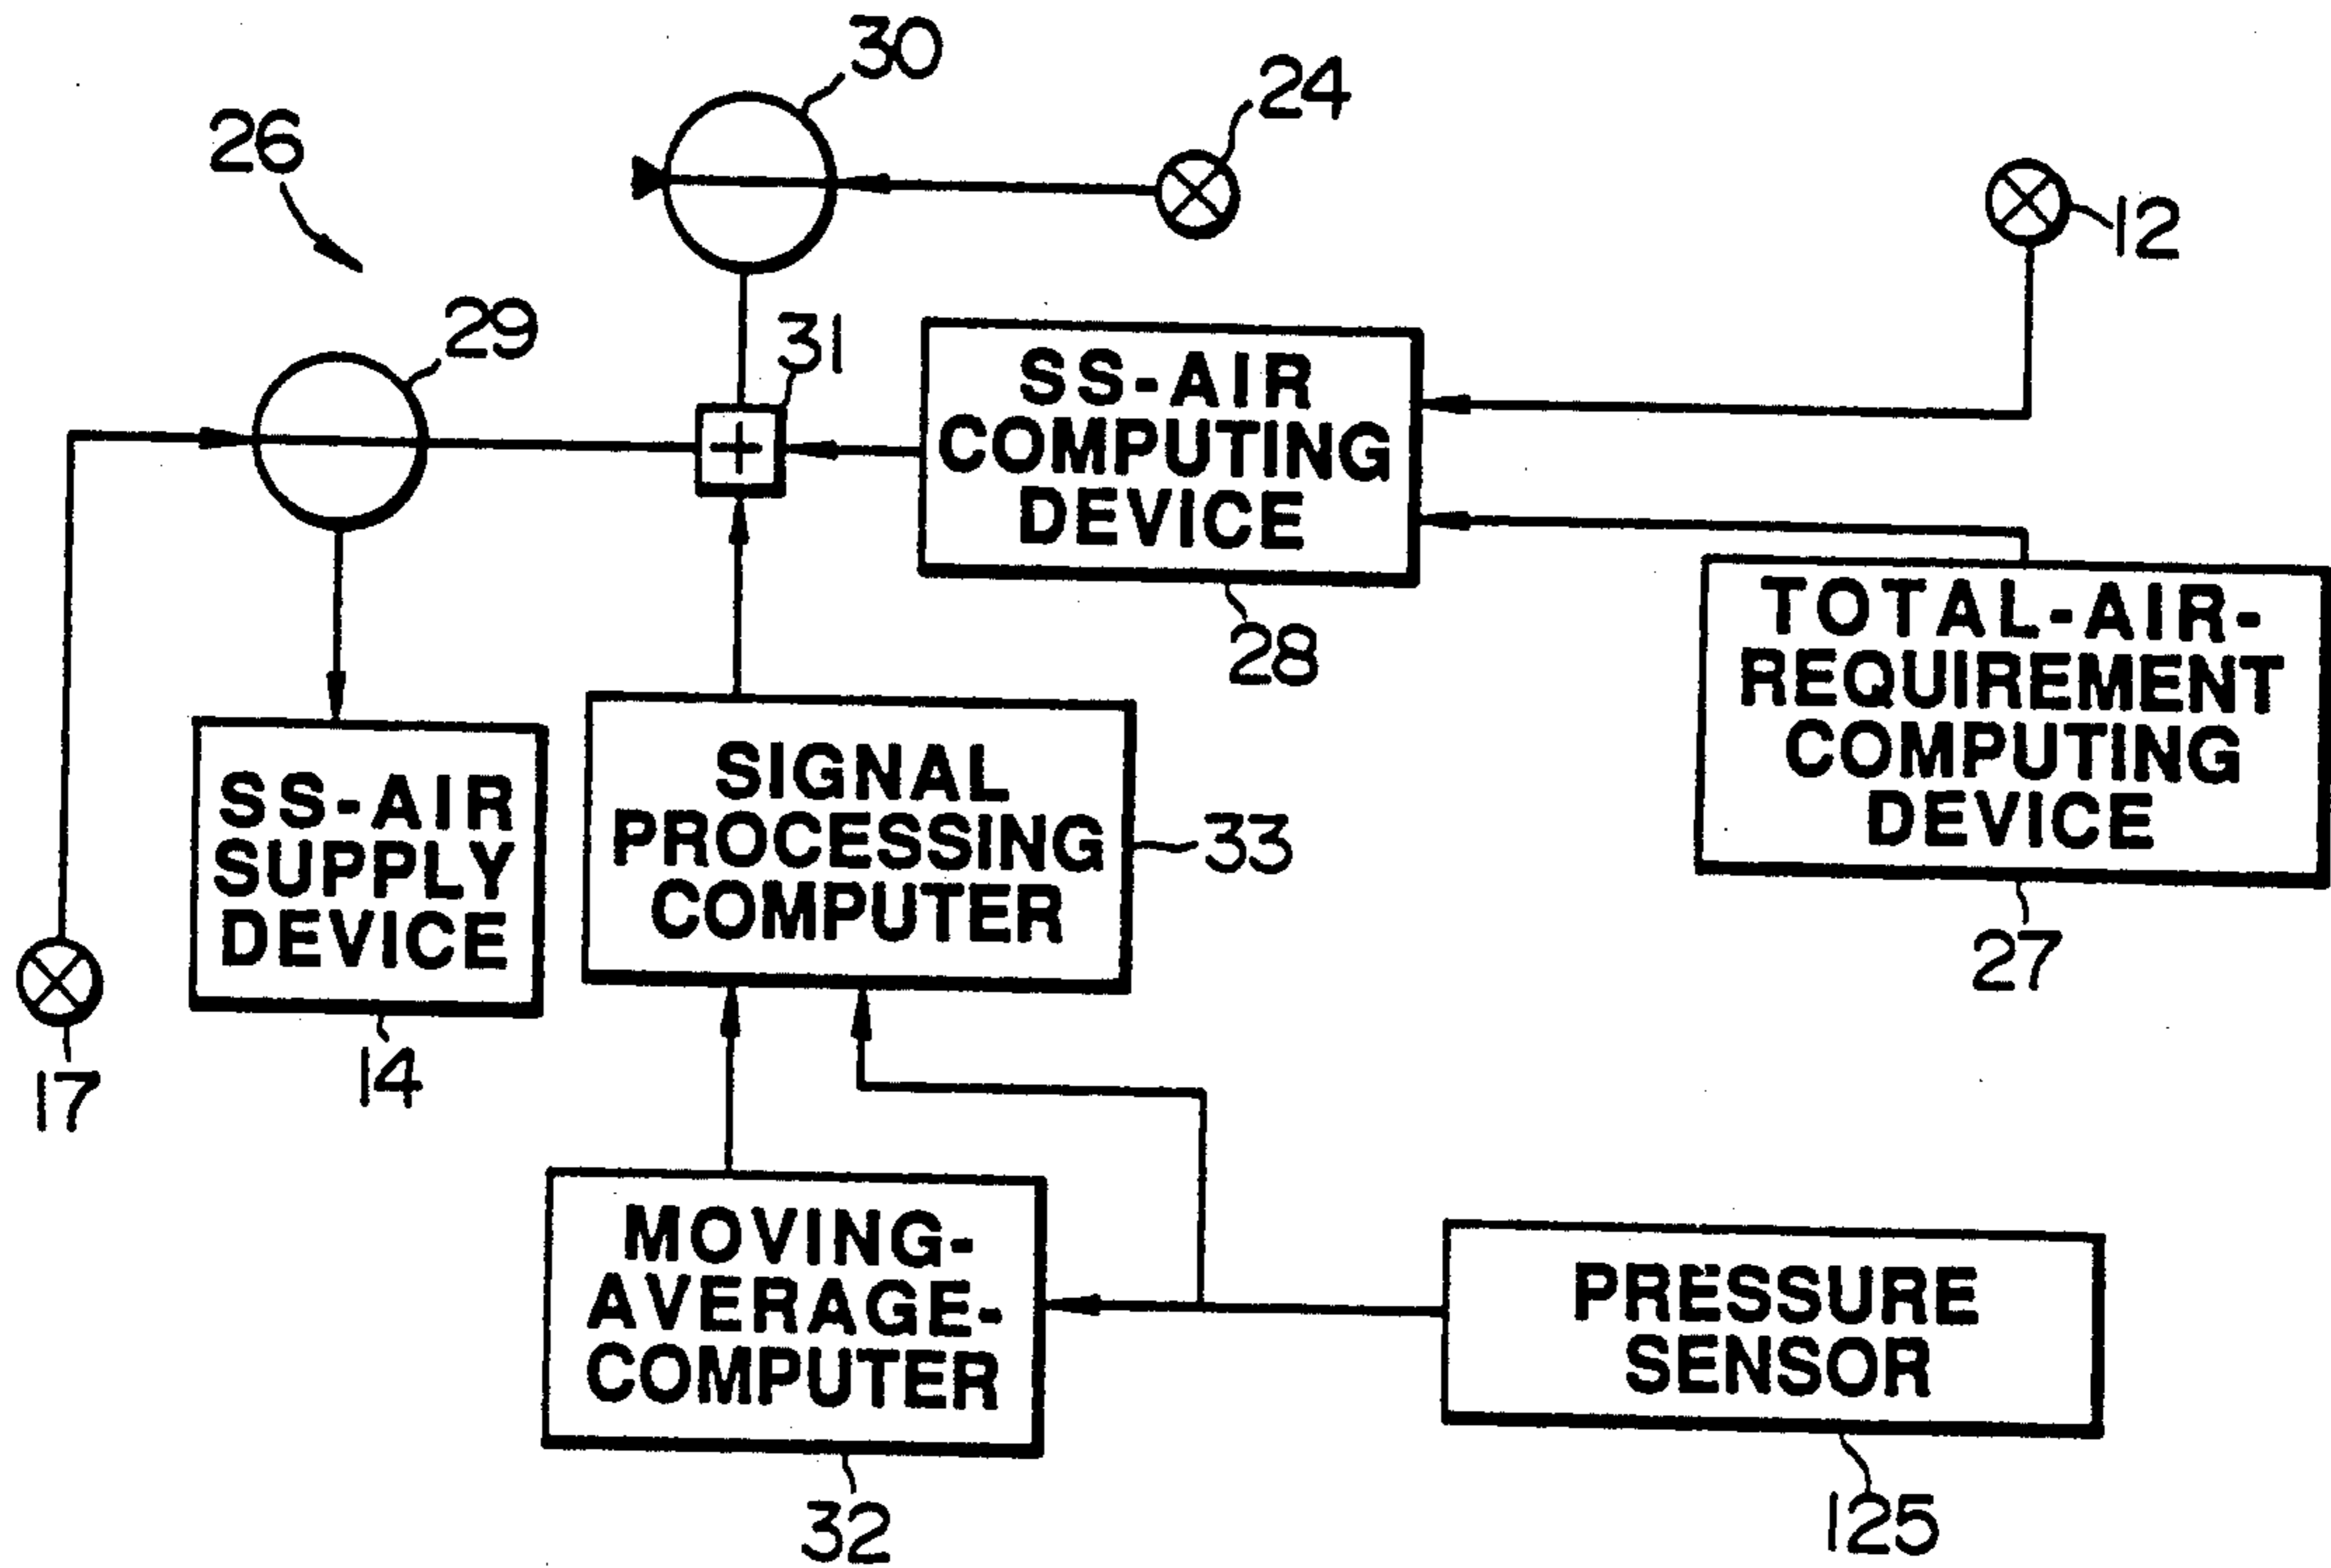 30
24
26
12
29
31
+
SS-AIR
COMPUTING
DEVICE
28
TOTAL-AIR-
REQUIREMENT
COMPUTING
DEVICE
27
SS-AIR
SUPPLY
DEVICE
14
17
SIGNAL
PROCESSING
COMPUTER
33
MOVING-
AVERAGE-
COMPUTER
32
PRESSURE
SENSOR
125